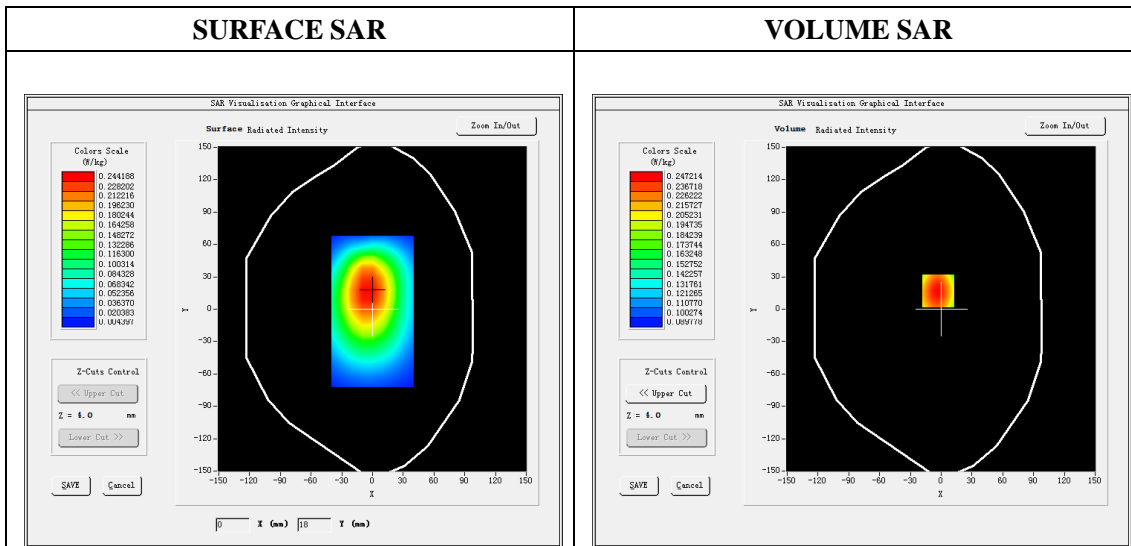 SURFACE SAR
SAR Visualisation Graphical Interface
Surface Radiated Intensity
Zoom In/Out
Colors Scale
(W/kg)
0.244188
0.228202
0.212216
0.196230
0.180244
0.164258
0.148272
0.132286
0.116300
0.100314
0.084328
0.068342
0.052356
0.036370
0.020383
0.004397
150
120
90
60
30
0
-30
-60
-90
-120
-150
Y
-150 -120 -90 -60 -30 0 30 60 90 120 150
X
Z-Cuts Control
<< Upper Cut
Z = 4.0 mm
Lower Cut >>
SAVE Cancel
0 X (mm) 18 Y (mm)
VOLUME SAR
SAR Visualisation Graphical Interface
Volume Radiated Intensity
Zoom In/Out
Colors Scale
(W/kg)
0.247214
0.236718
0.226222
0.215727
0.205231
0.194735
0.184239
0.173744
0.163248
0.152752
0.142257
0.131761
0.121265
0.110770
0.100274
0.089778
150
120
90
60
30
0
-30
-60
-90
-120
-150
Y
-150 -120 -90 -60 -30 0 30 60 90 120 150
X
Z-Cuts Control
<< Upper Cut
Z = 4.0 mm
Lower Cut >>
SAVE Cancel